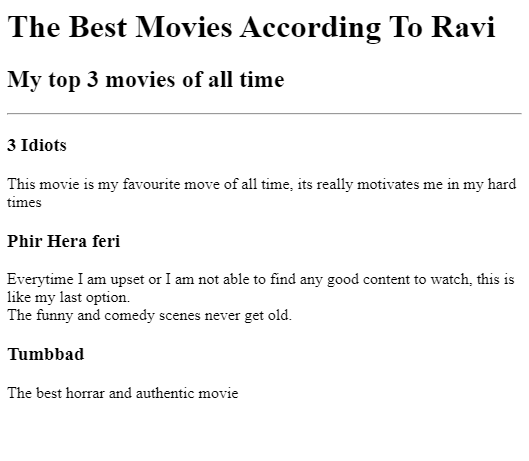 The Best Movies According To Ravi
My top 3 movies of all time
3 Idiots
This movie is my favourite move of all time, its really motivates me in my hard
times
Phir Hera feri
Everytime I am upset or I am not able to find any good content to watch, this is
like my last option.
The funny and comedy scenes never get old.
Tumbbad
The best horrar and authentic movie